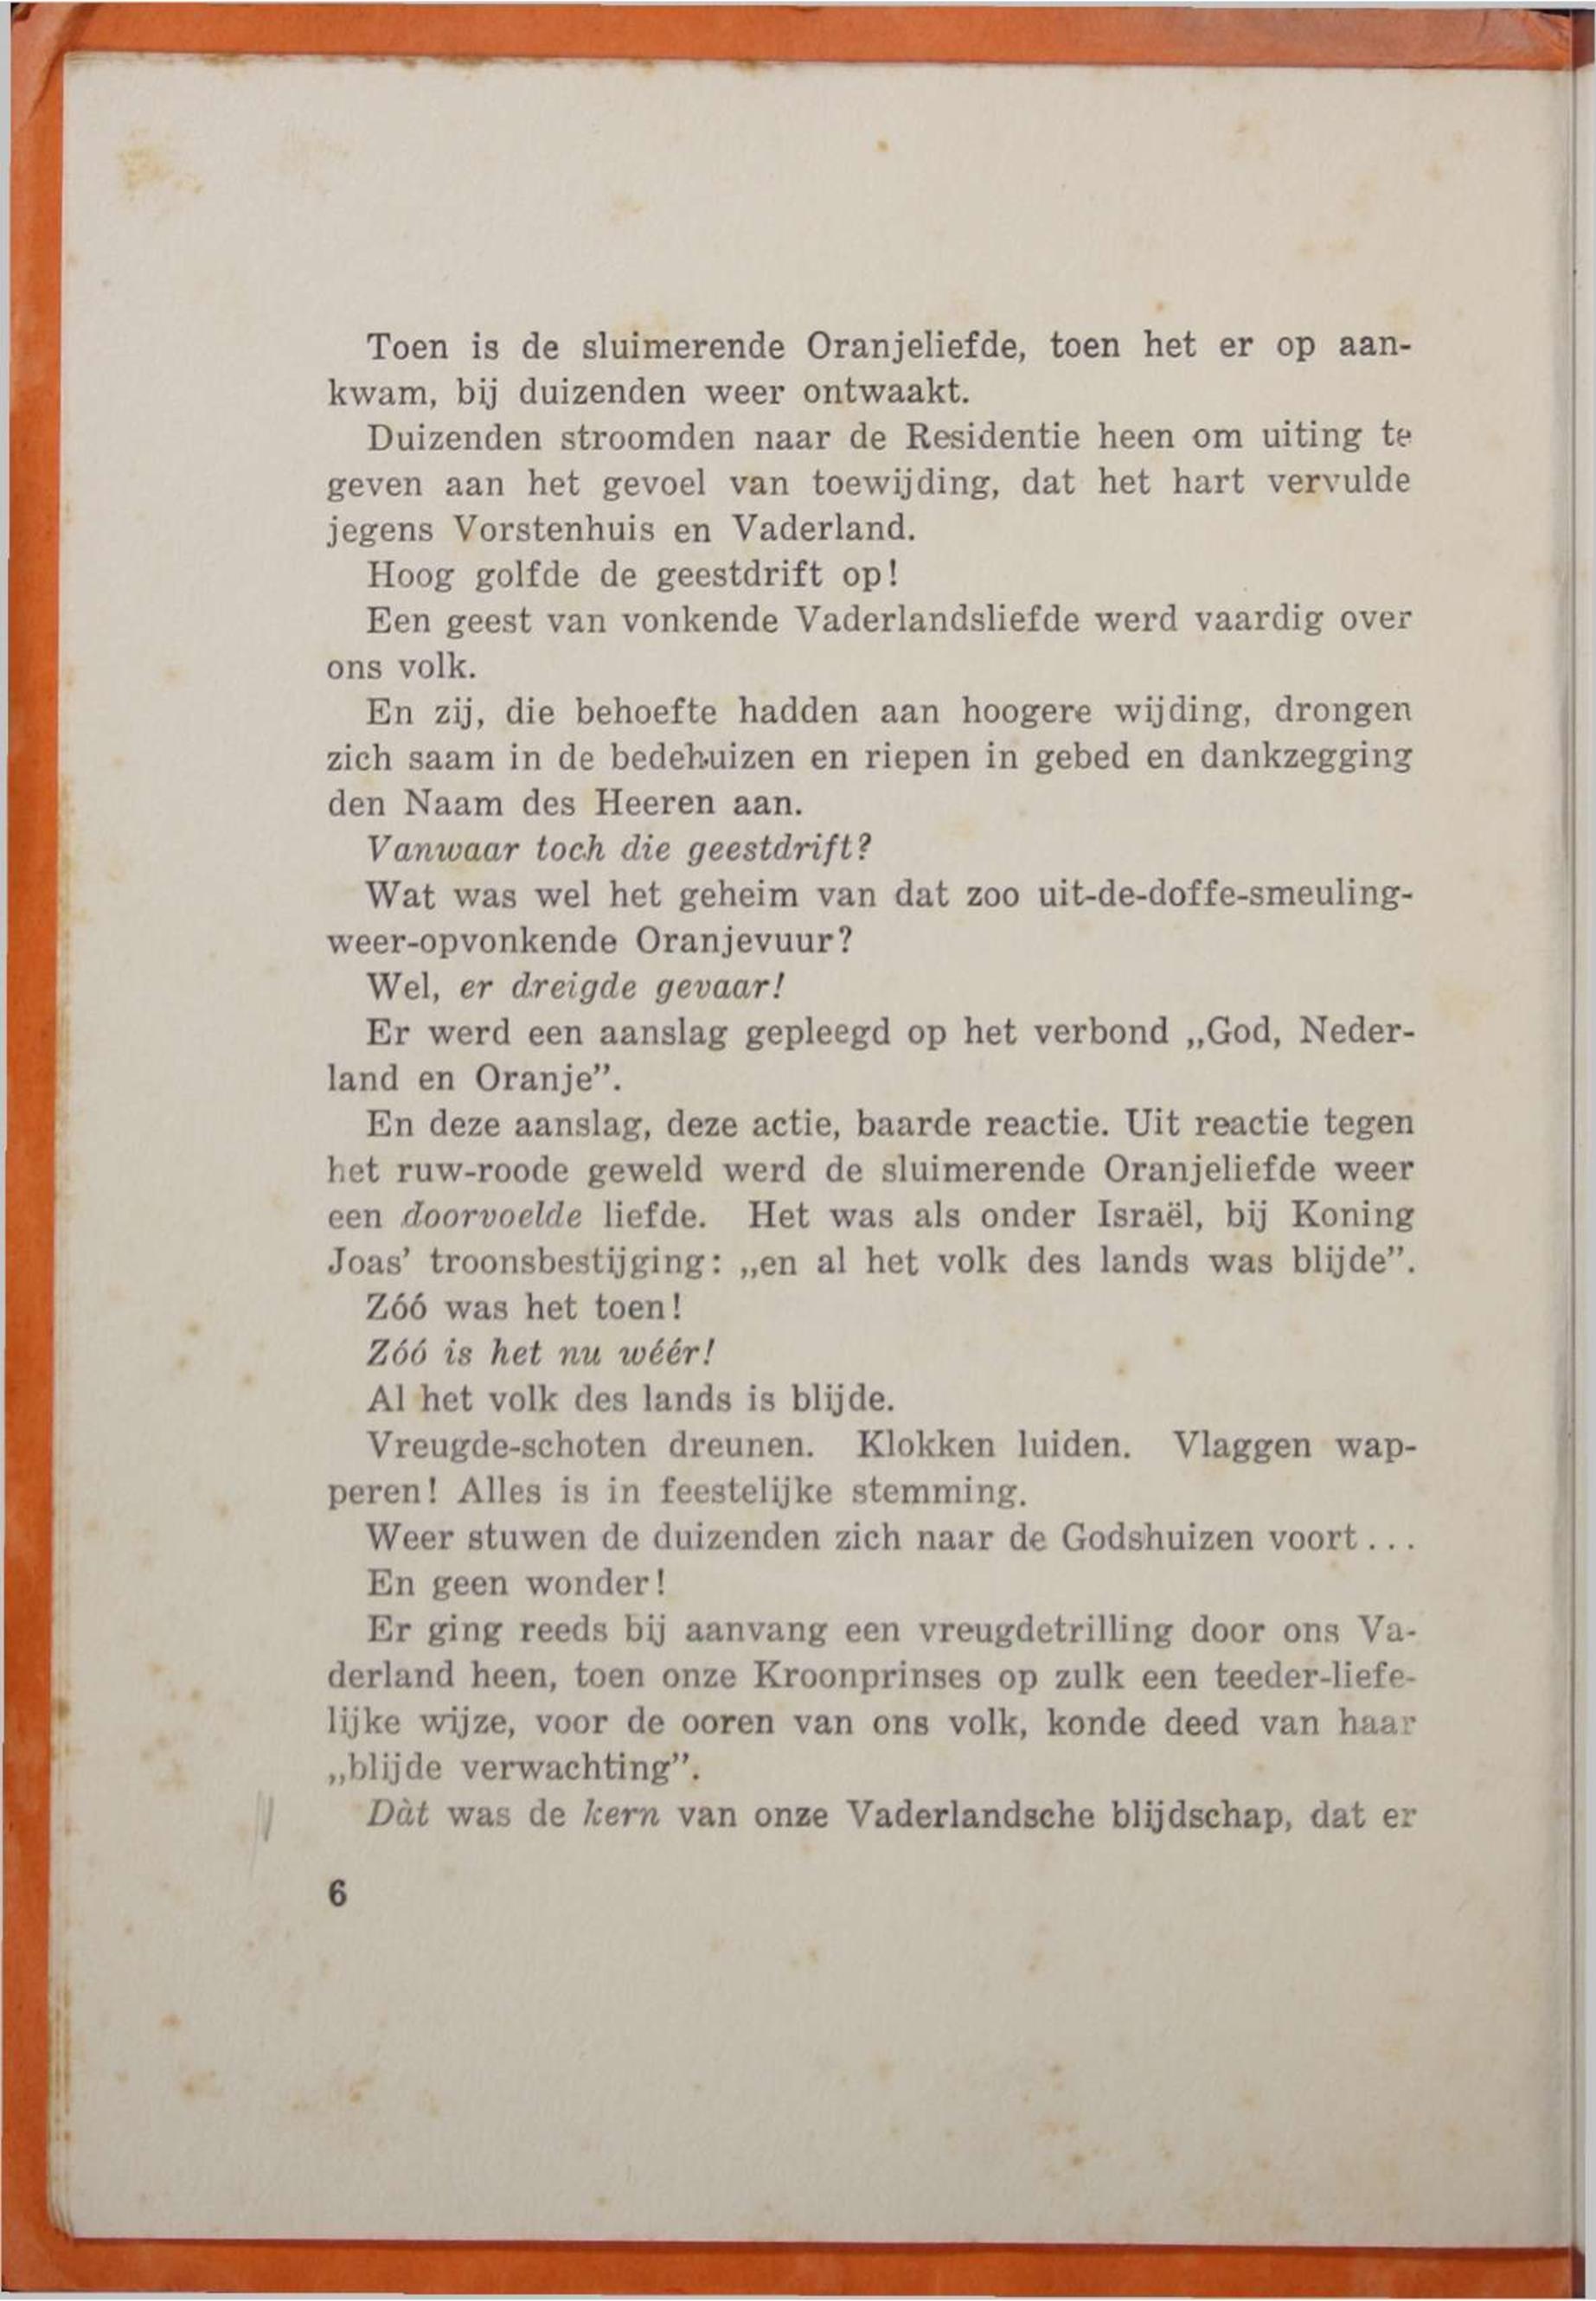 Toen is de sluimerende Oranjeliefde, toen het er op aan-
kwam, bij duizenden weer ontwaakt.
Duizenden stroomden naar de Residentie heen om uiting te
geven aan het gevoel van toewijding, dat het hart vervulde
jegens Vorstenhuis en Vaderland.
Hoog golfde de geestdrift op!
Een geest van vonkende Vaderlandsliefde werd vaardig over
ons volk.
En zij, die behoefte hadden aan hoogere wijding, drongen
zich saam in de bedehuizen en riepen in gebed en dankzegging
den Naam des Heeren aan.
Vanwaar toch die geestdrift?
Wat was wel het geheim van dat zoo uit-de-doffe-smeuling-
weer-opvonkende Oranjevuur?
Wel, er dreigde gevaar!
Er werd een aanslag gepleegd op het verbond „God, Neder-
land en Oranje”.
En deze aanslag, deze actie, baarde reactie. Uit reactie tegen
het ruw-roode geweld werd de sluimerende Oranjeliefde weer
een doorvoelde liefde. Het was als onder Israël, bij Koning
Joas’ troonsbestijging: „en al het volk des lands was blijde”.
Zóó was het toen!
Zóó is het nu wéér!
Al het volk des lands is blijde.
Vreugde-schoten dreunen. Klokken luiden. Vlaggen wap-
peren! Alles is in feestelijke stemming.
Weer stuwen de duizenden zich naar de Godshuizen voort...
En geen wonder!
Er ging reeds bij aanvang een vreugdetrilling door ons Va-
derland heen, toen onze Kroonprinses op zulk een teeder-liefe-
lijke wijze, voor de ooren van ons volk, konde deed van haar
„blijde verwachting”.
Dàt was de kern van onze Vaderlandsche blijdschap, dat er
6